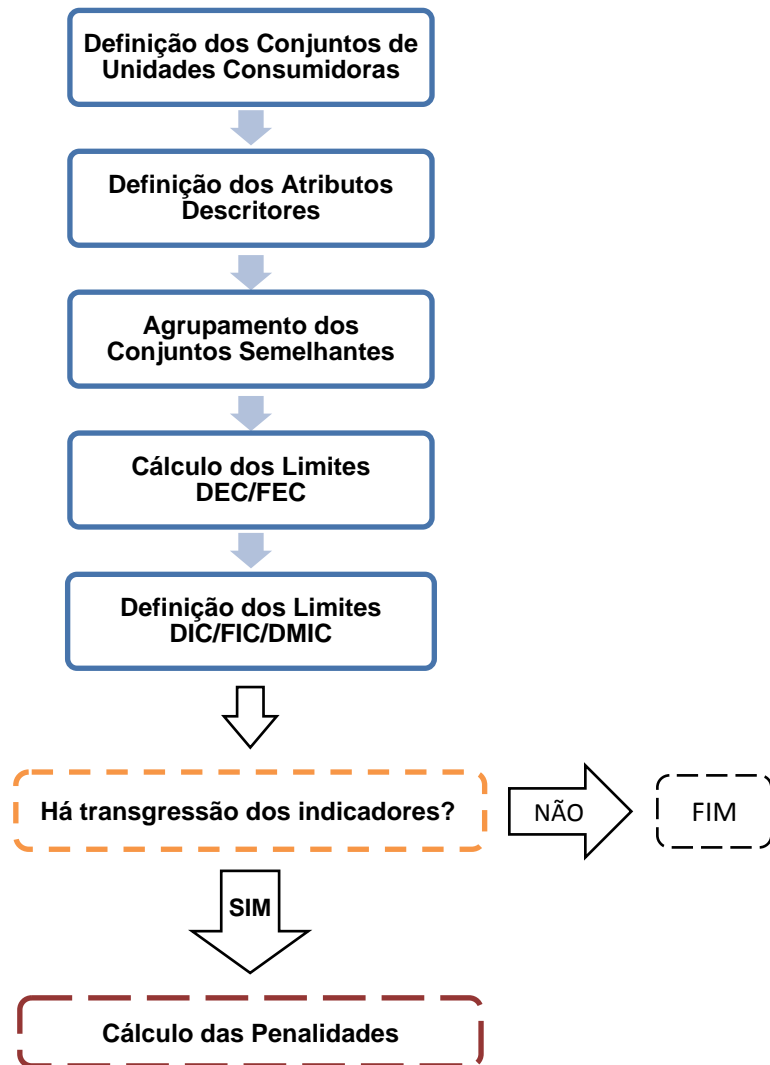 Definição dos Conjuntos de
Unidades Consumidoras
Definição dos Atributos
Descritores
Agrupamento dos
Conjuntos Semelhantes
Cálculo dos Limites
DEC/FEC
Definição dos Limites
DIC/FIC/DMIC
Há transgressão dos indicadores?
NÃO
FIM
SIM
Cálculo das Penalidades